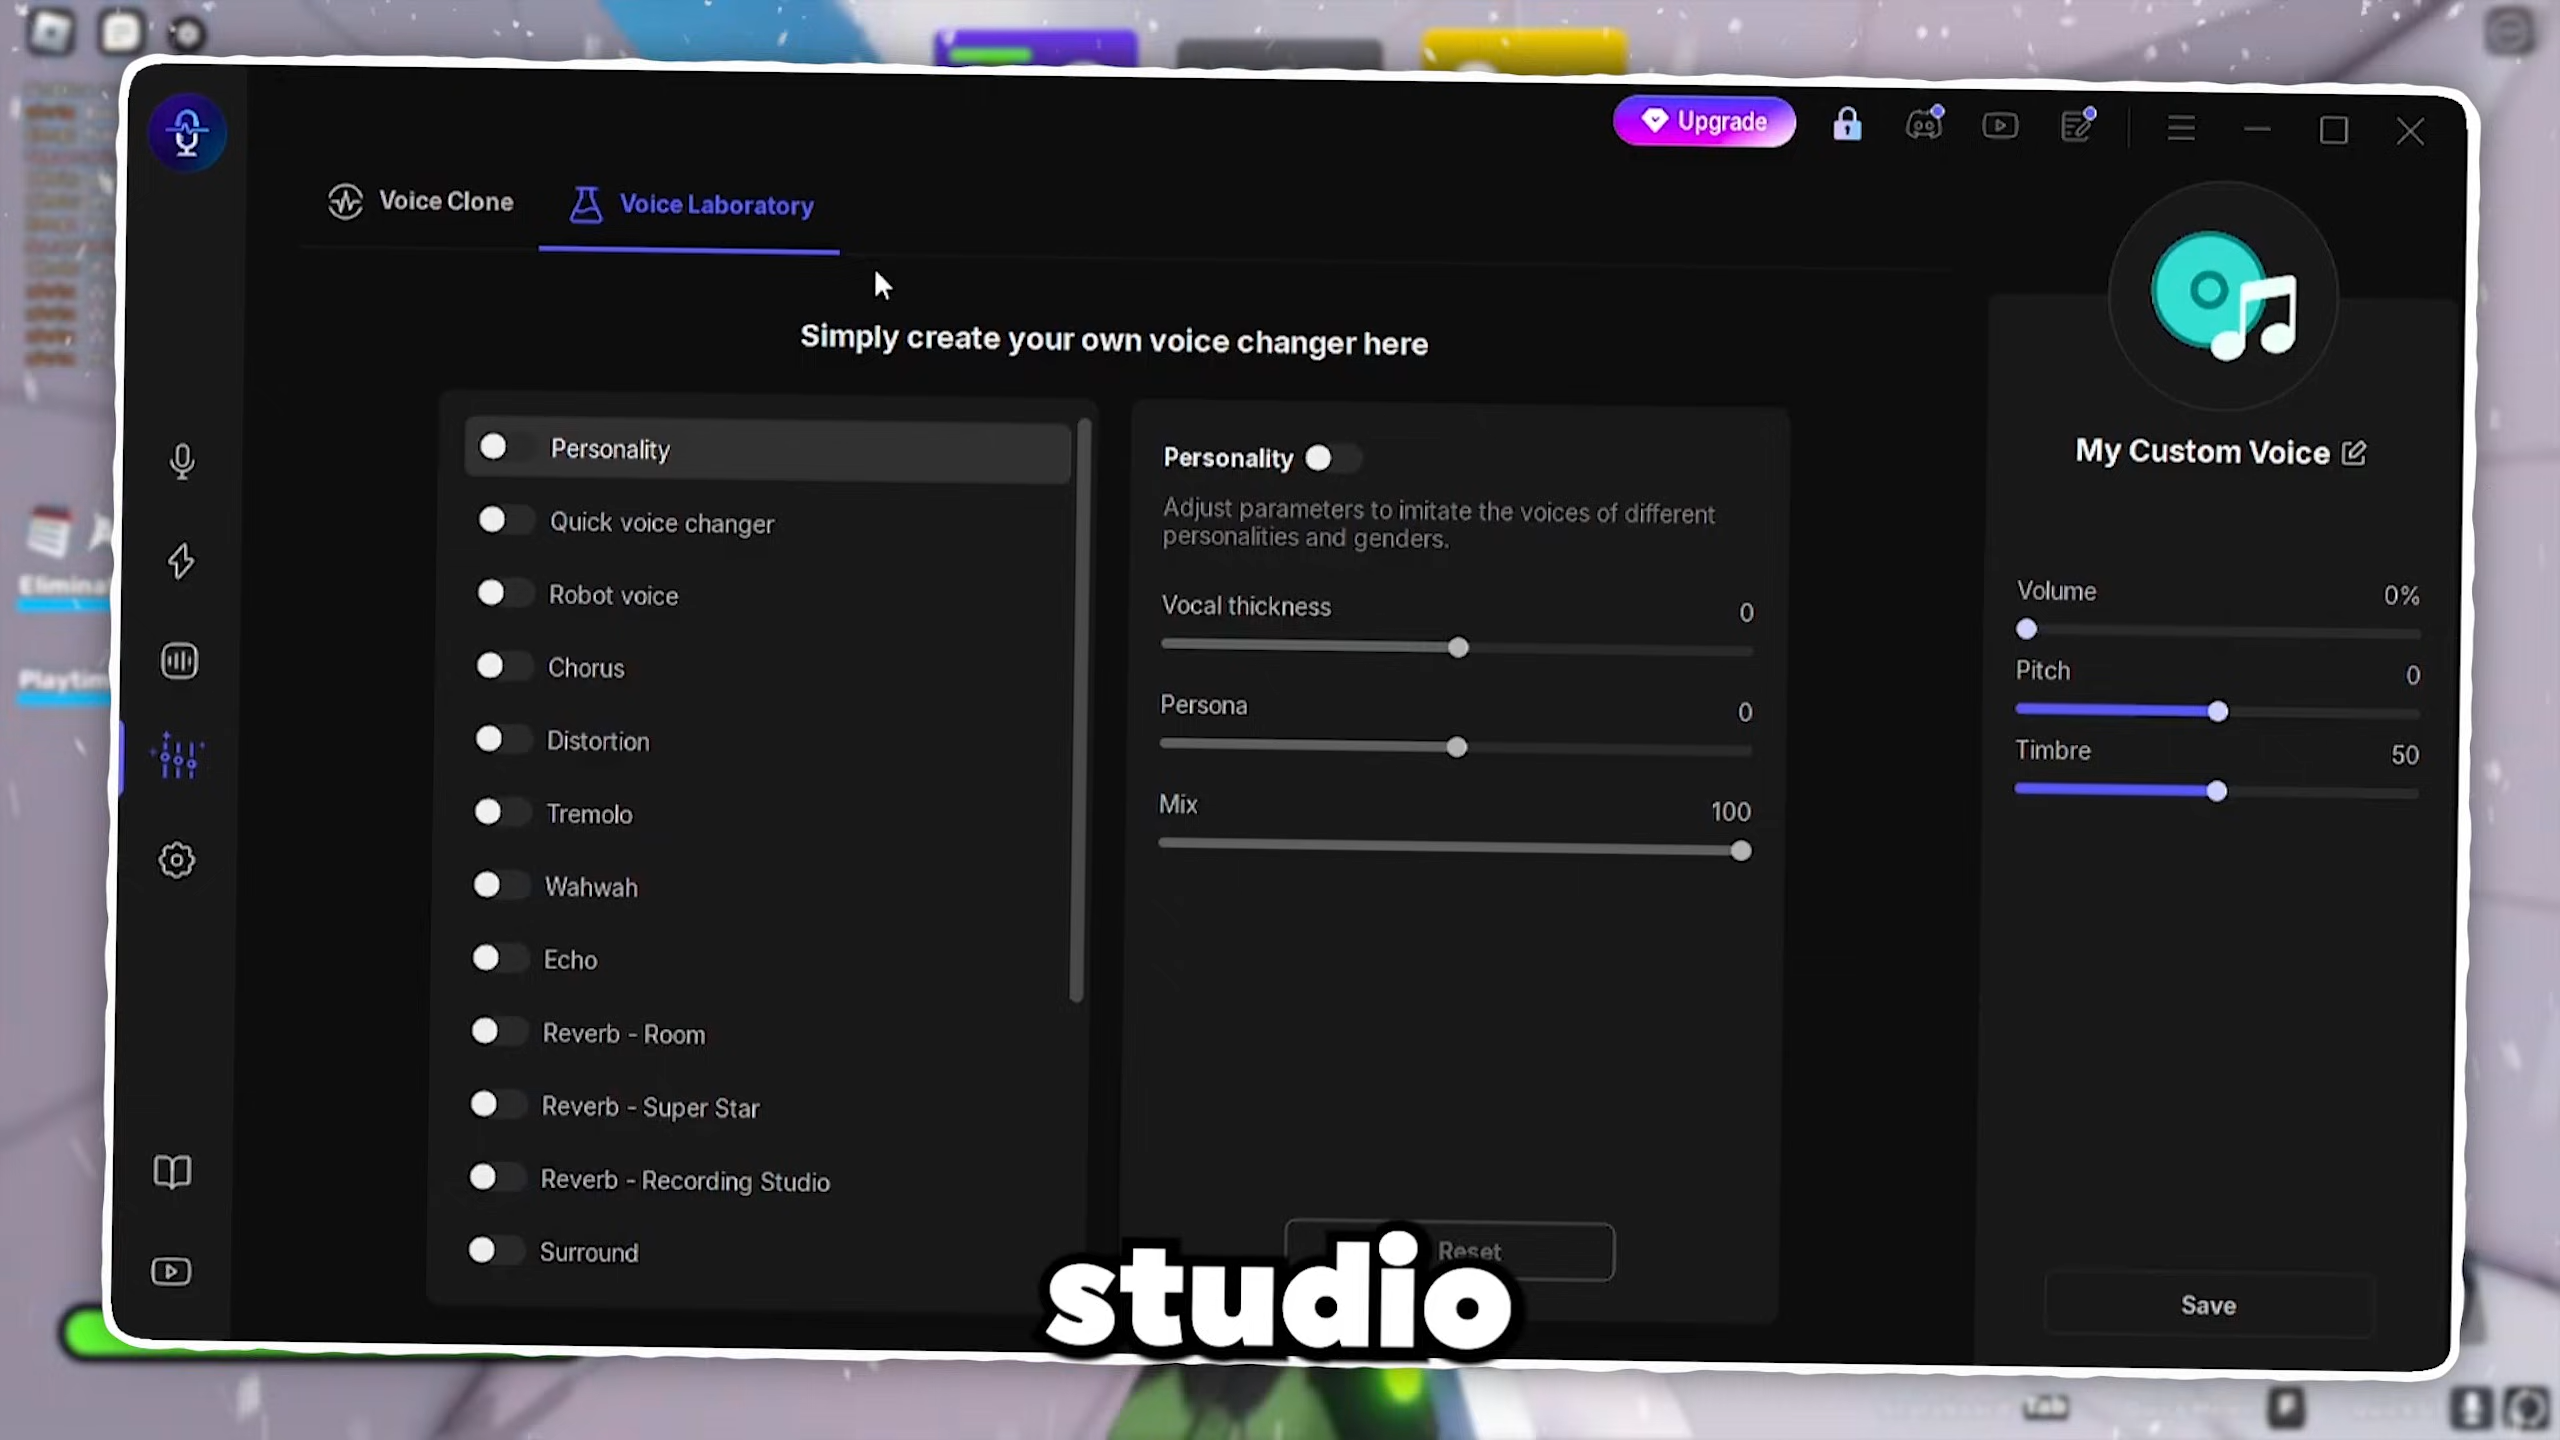 Upgrade
Voice Clone
Voice Laboratory
Simply create your own voice changer here
Personality
Quick voice changer
Robot voice
Chorus
Distortion
Tremolo
Wahwah
Echo
Reverb - Room
Reverb - Super Star
Reverb - Recording Studio
Surround
Personality
Adjust parameters to imitate the voices of different
personalities and genders.
Vocal thickness 0
Persona 0
Mix 100
Reset
My Custom Voice
Volume 0%
Pitch 0
Timbre 50
Save
studio
Elimina
Playtim
Tab
P